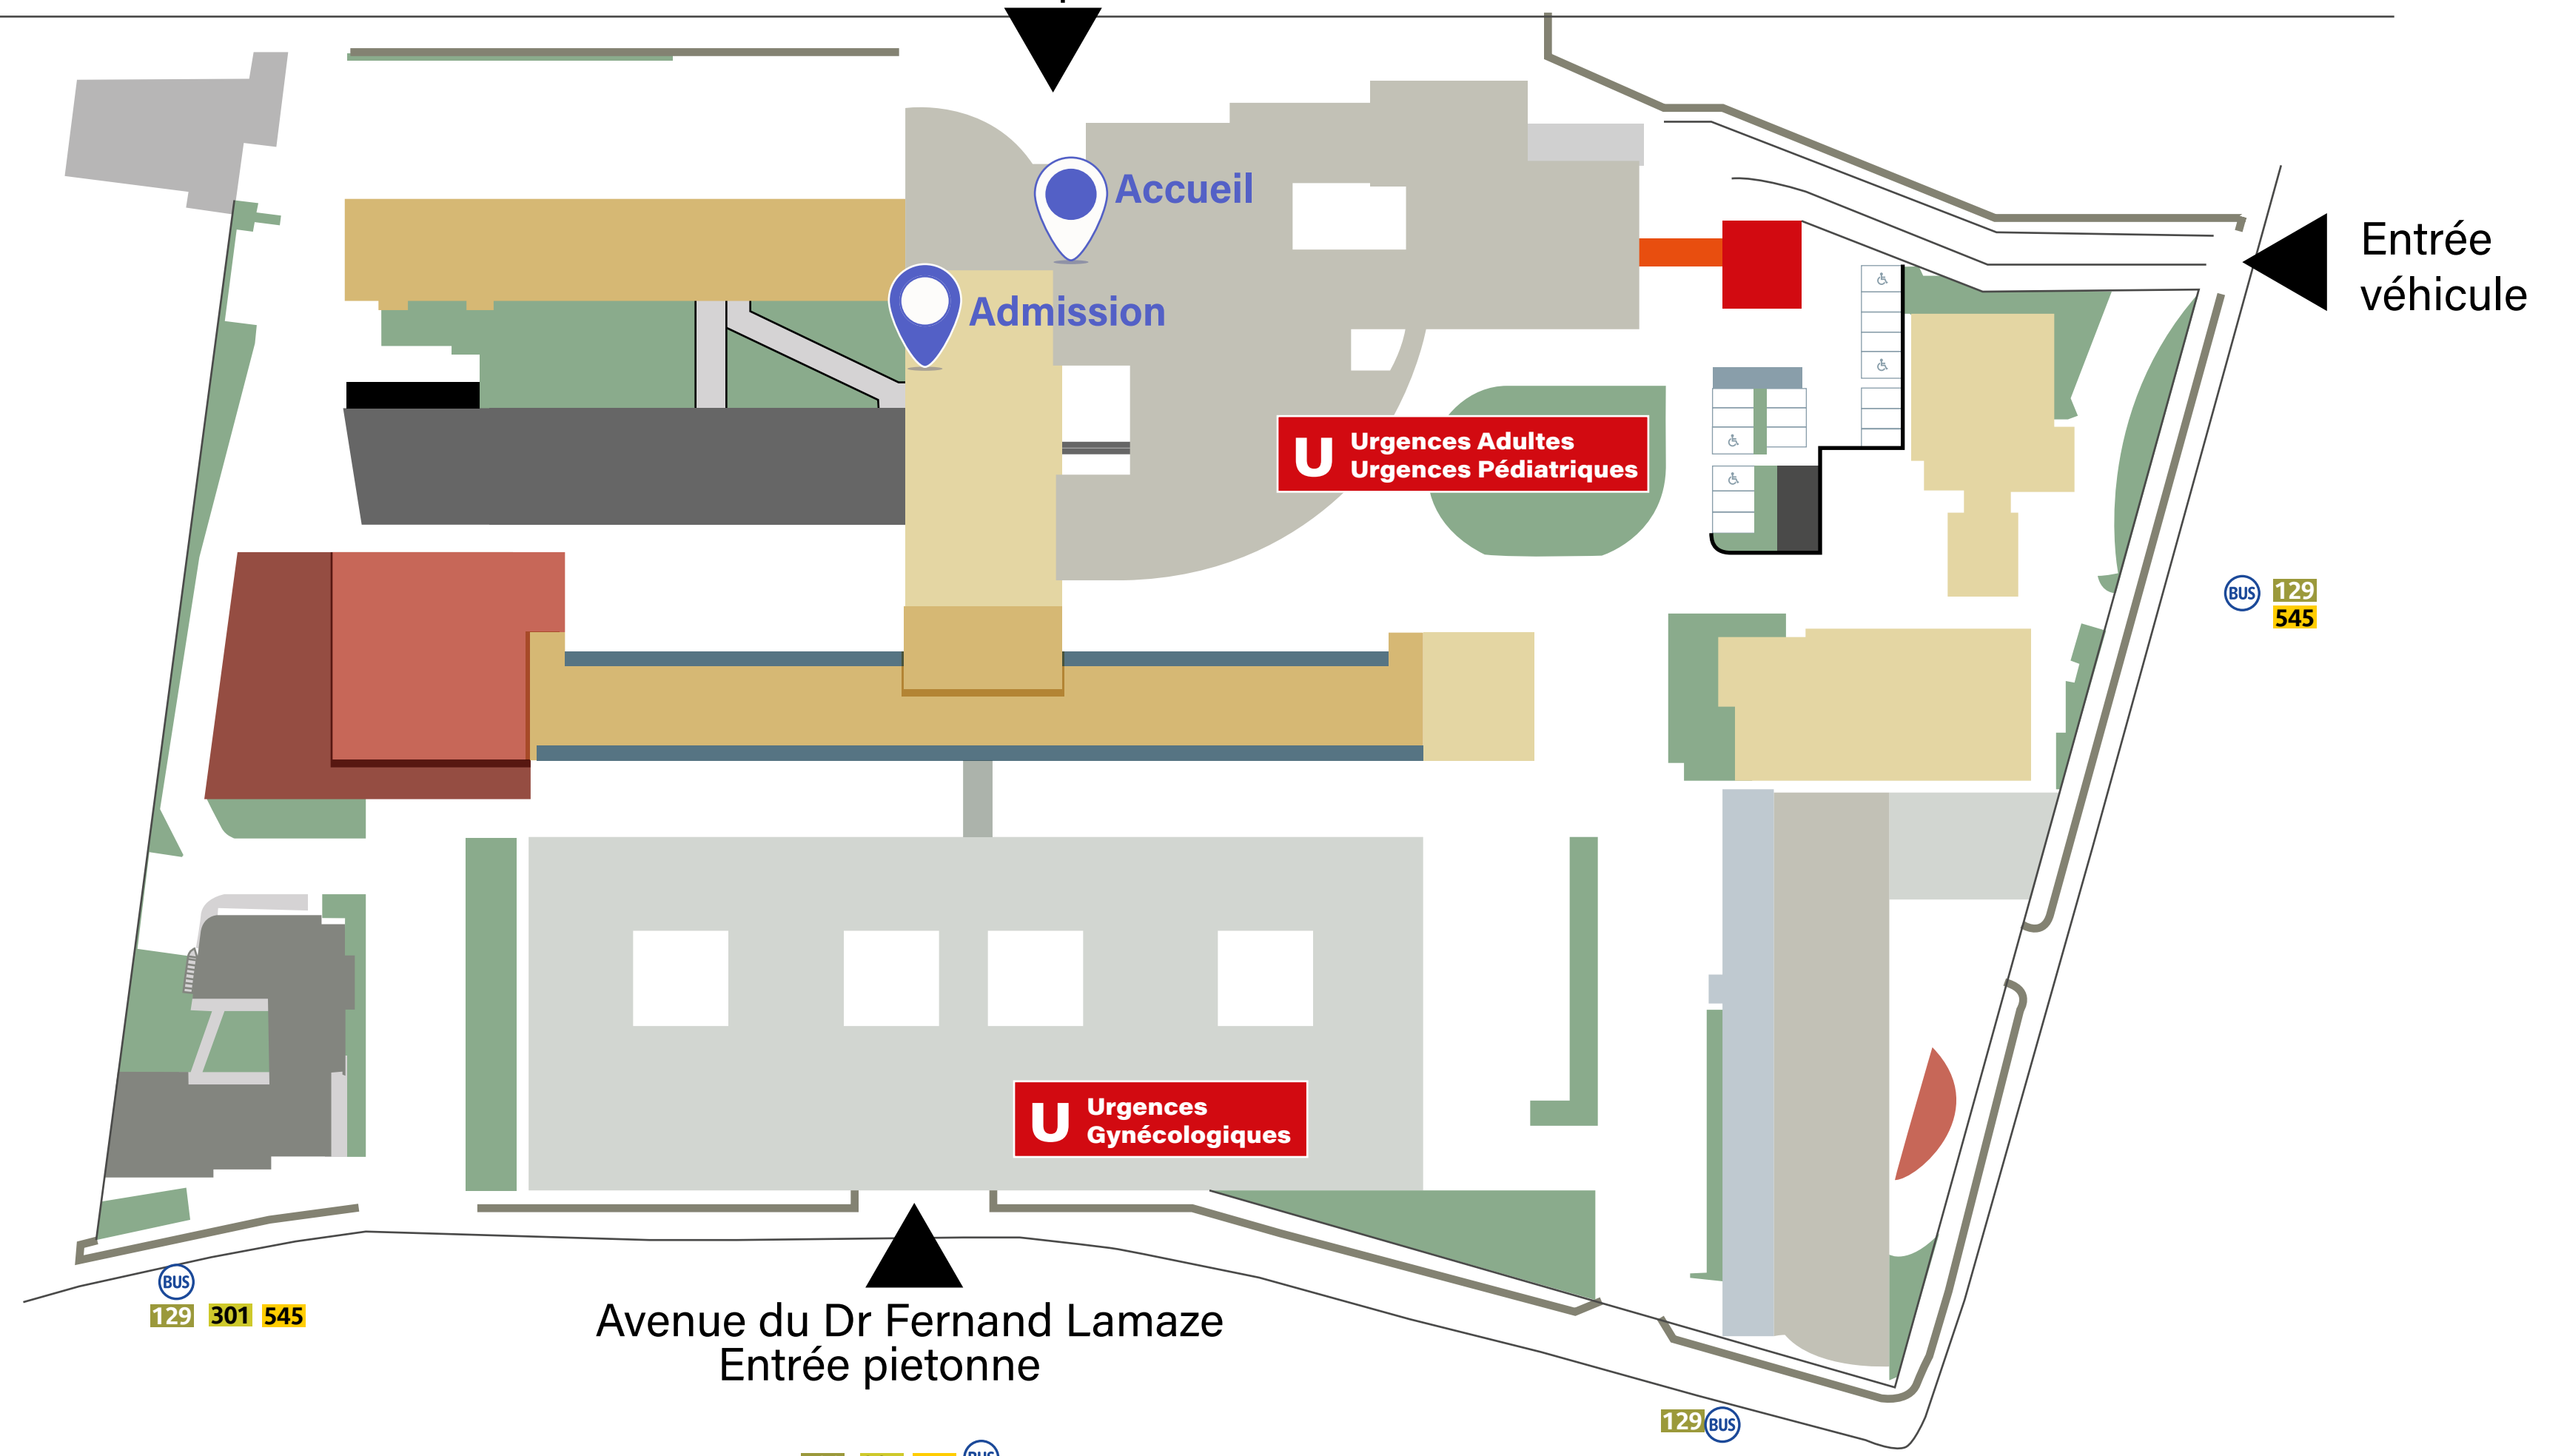 Accueil
Entrée
véhicule
Admission
U Urgences Adultes
Urgences Pédiatriques
BUS 129
545
U Urgences
Gynécologiques
BUS
129 301 545
Avenue du Dr Fernand Lamaze
Entrée pietonne
129 BUS
BUS